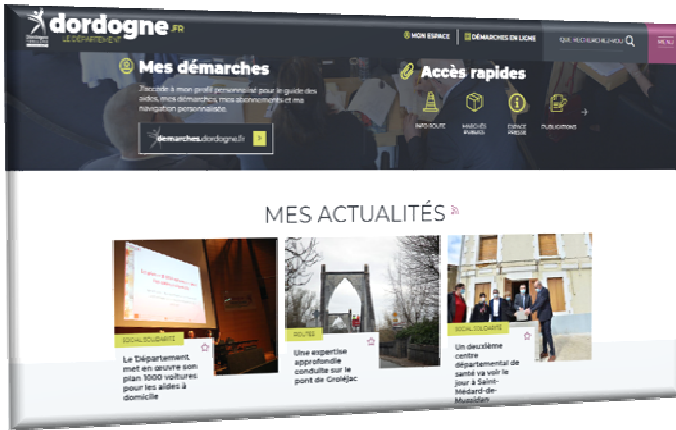 dordogne.FR
LE DÉPARTEMENT
MON ESPACE
DÉMARCHES EN LIGNE
QUE RECHERCHEZ-VOU
MENU
Mes démarches
J'accède à mon profil personnalisé pour le guide des
aides, mes démarches, mes abonnements et ma
navigation personnalisée.
demarches.dordogne.fr
Accès rapides
INFO ROUTE
MARCHÉS
PUBLICS
ESPACE
PRESSE
PUBLICATIONS
MES ACTUALITÉS
SOCIAL SOLIDARITÉ
Le Département
met en œuvre son
plan 1000 voitures
pour les aides à
domicile
ROUTES
Une expertise
approfondie
conduite sur le
pont de Groléjac
SOCIAL SOLIDARITÉ
Un deuxième
centre
départemental de
santé va voir le
jour à Saint-
Médard-de-
Mussidan